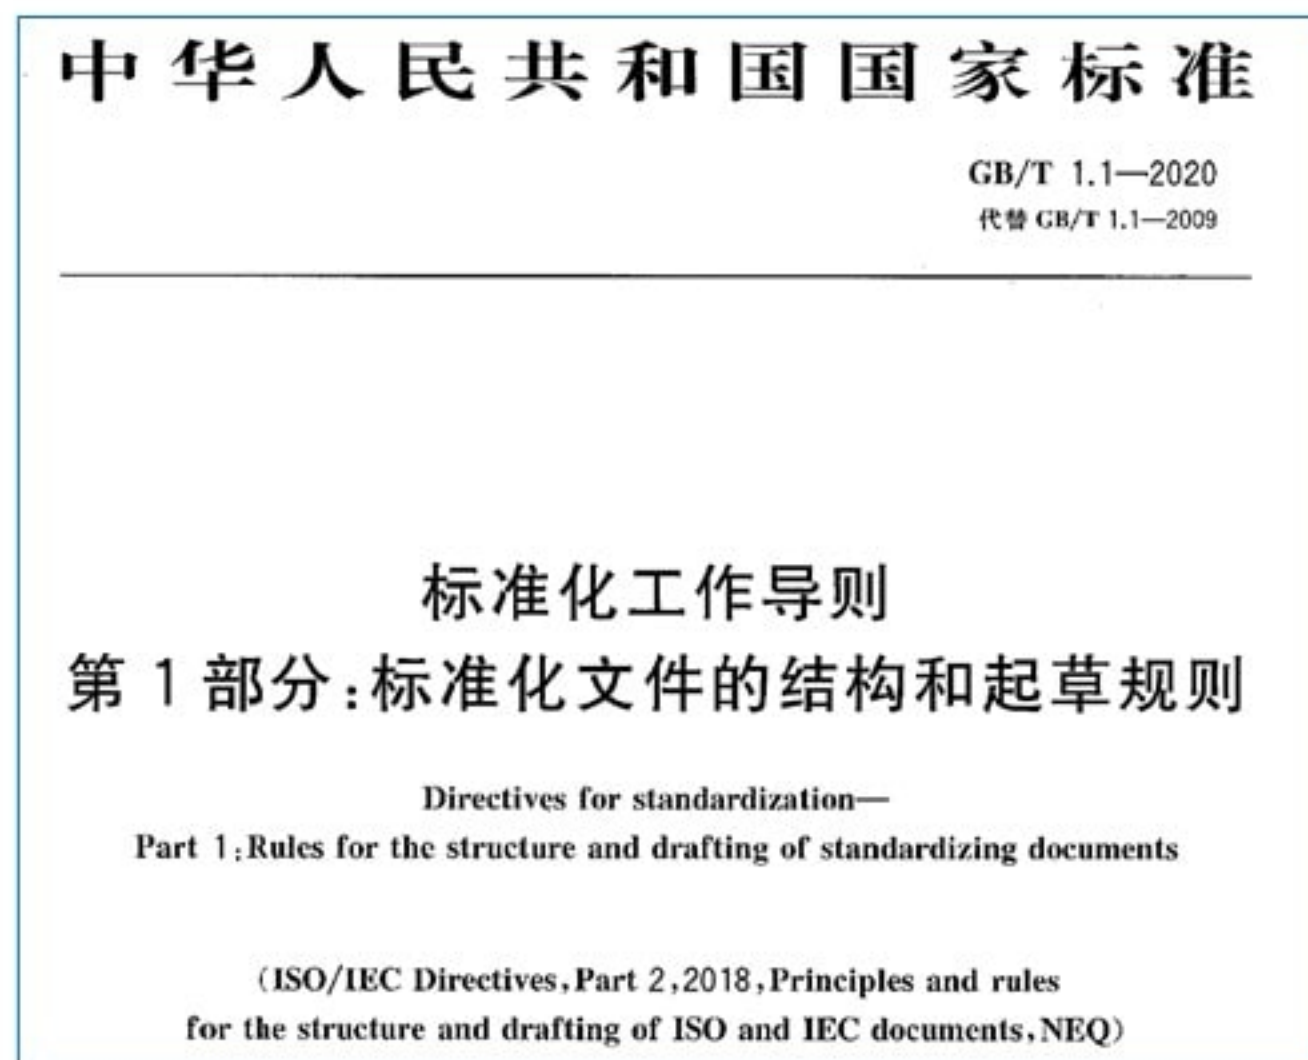 中华人民共和国国家标准
GB/T 1.1—2020
代替 GB/T 1.1—2009
标准化工作导则
第 1 部分:标准化文件的结构和起草规则
Directives for standardization—
Part 1:Rules for the structure and drafting of standardizing documents
(ISO/IEC Directives,Part 2,2018,Principles and rules
for the structure and drafting of ISO and IEC documents,NEQ)